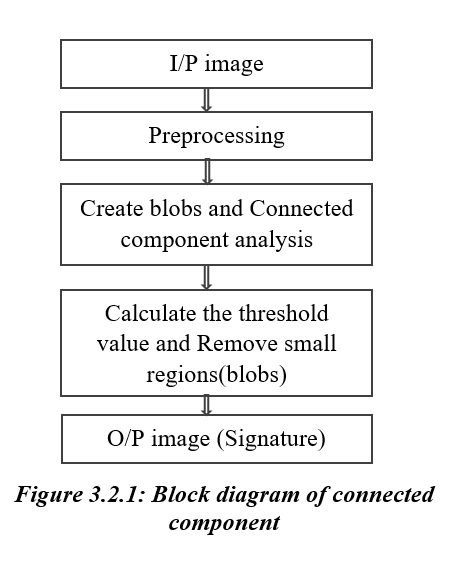 I/P image
Preprocessing
Create blobs and Connected
component analysis
Calculate the threshold
value and Remove small
regions(blobs)
O/P image (Signature)
Figure 3.2.1: Block diagram of connected
component